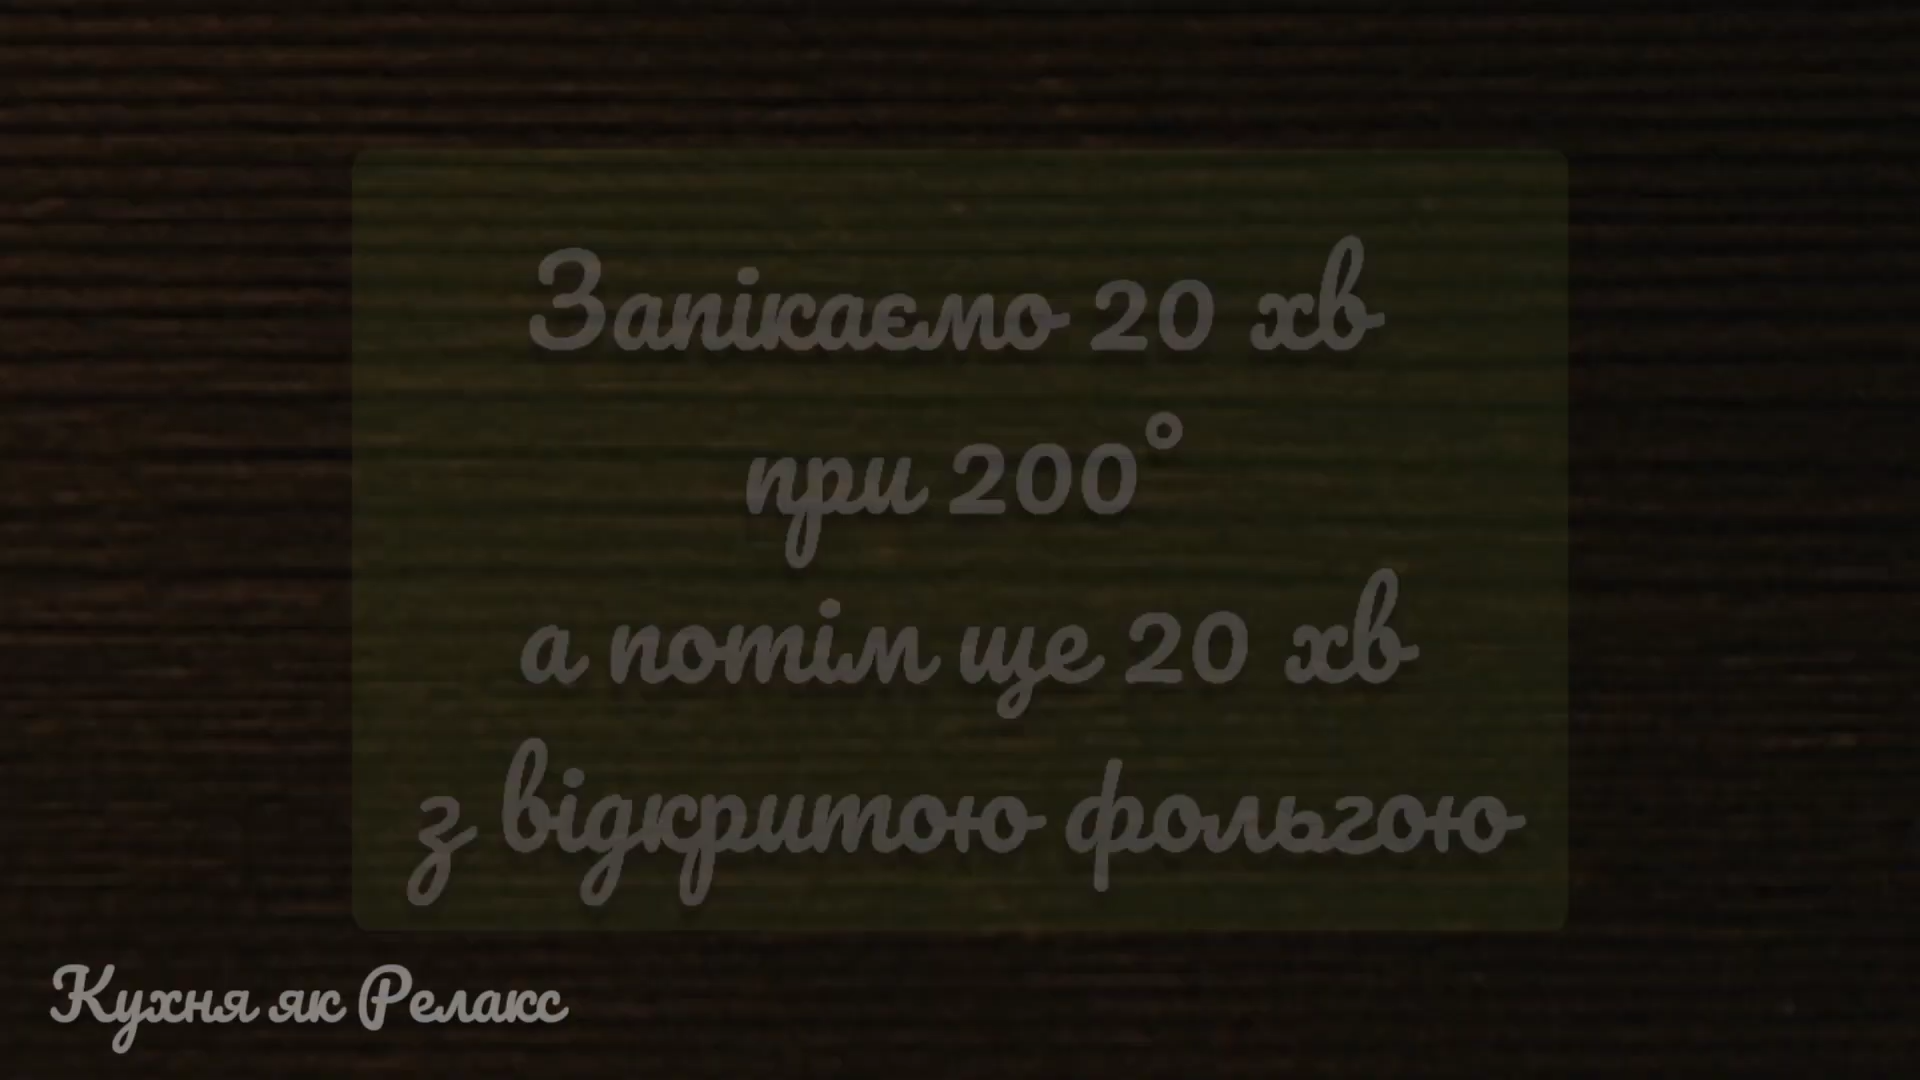 Запікаємо 20 хв
при 200°
а потім ще 20 хв
з відкритою фольгою
Кухня як Релакс